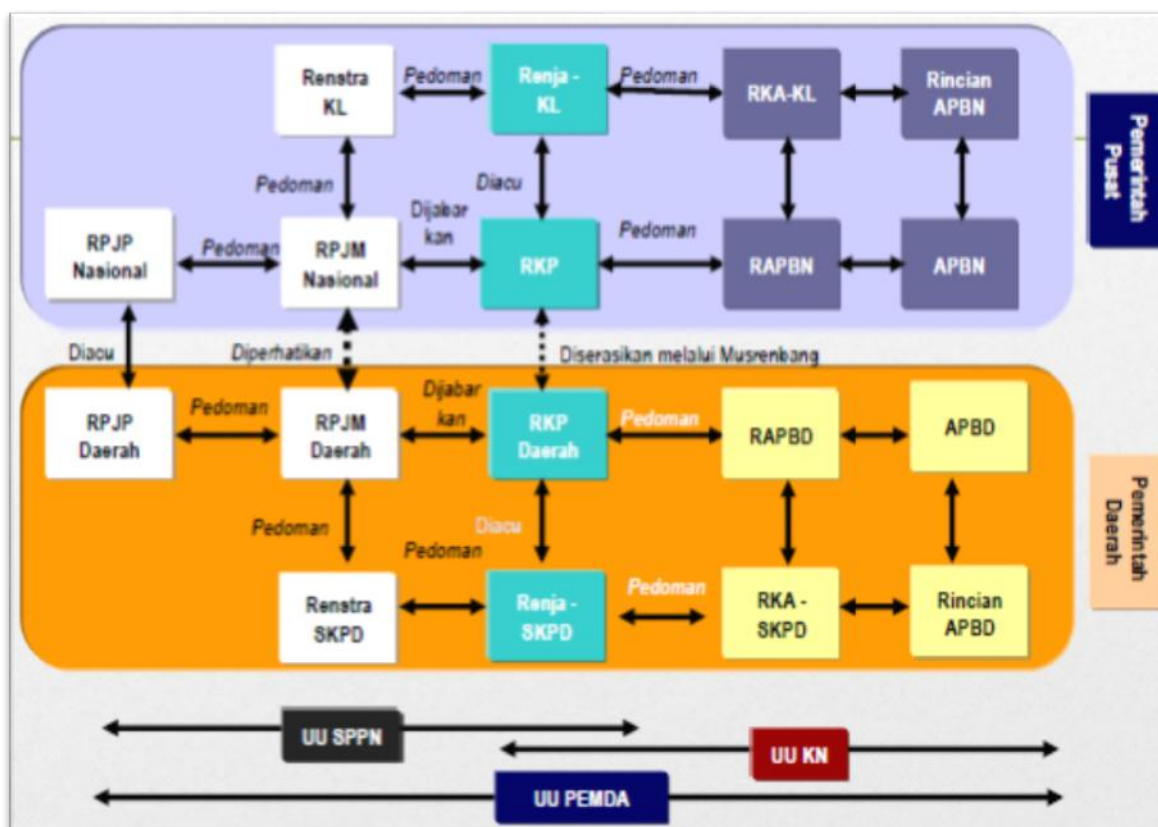 Renstra
KL
Pedoman
Renja -
KL
Pedoman
RKA-KL
Rincian
APBN
Pemerintah
Pusat
Pedoman
Diacu
RPJP
Nasional
Pedoman
RPJM
Nasional
Dijabar
kan
RKP
Pedoman
RAPBN
APBN
Diacu
Diperhatikan
Diserasikan melalui Musrenbang
RPJP
Daerah
Pedoman
RPJM
Daerah
Dijabar
kan
RKP
Daerah
Pedoman
RAPBD
APBD
Pemerintah
Daerah
Pedoman
Diacu
Renstra
SKPD
Pedoman
Renja -
SKPD
Pedoman
RKA -
SKPD
Rincian
APBD
UU SPPN
UU KN
UU PEMDA